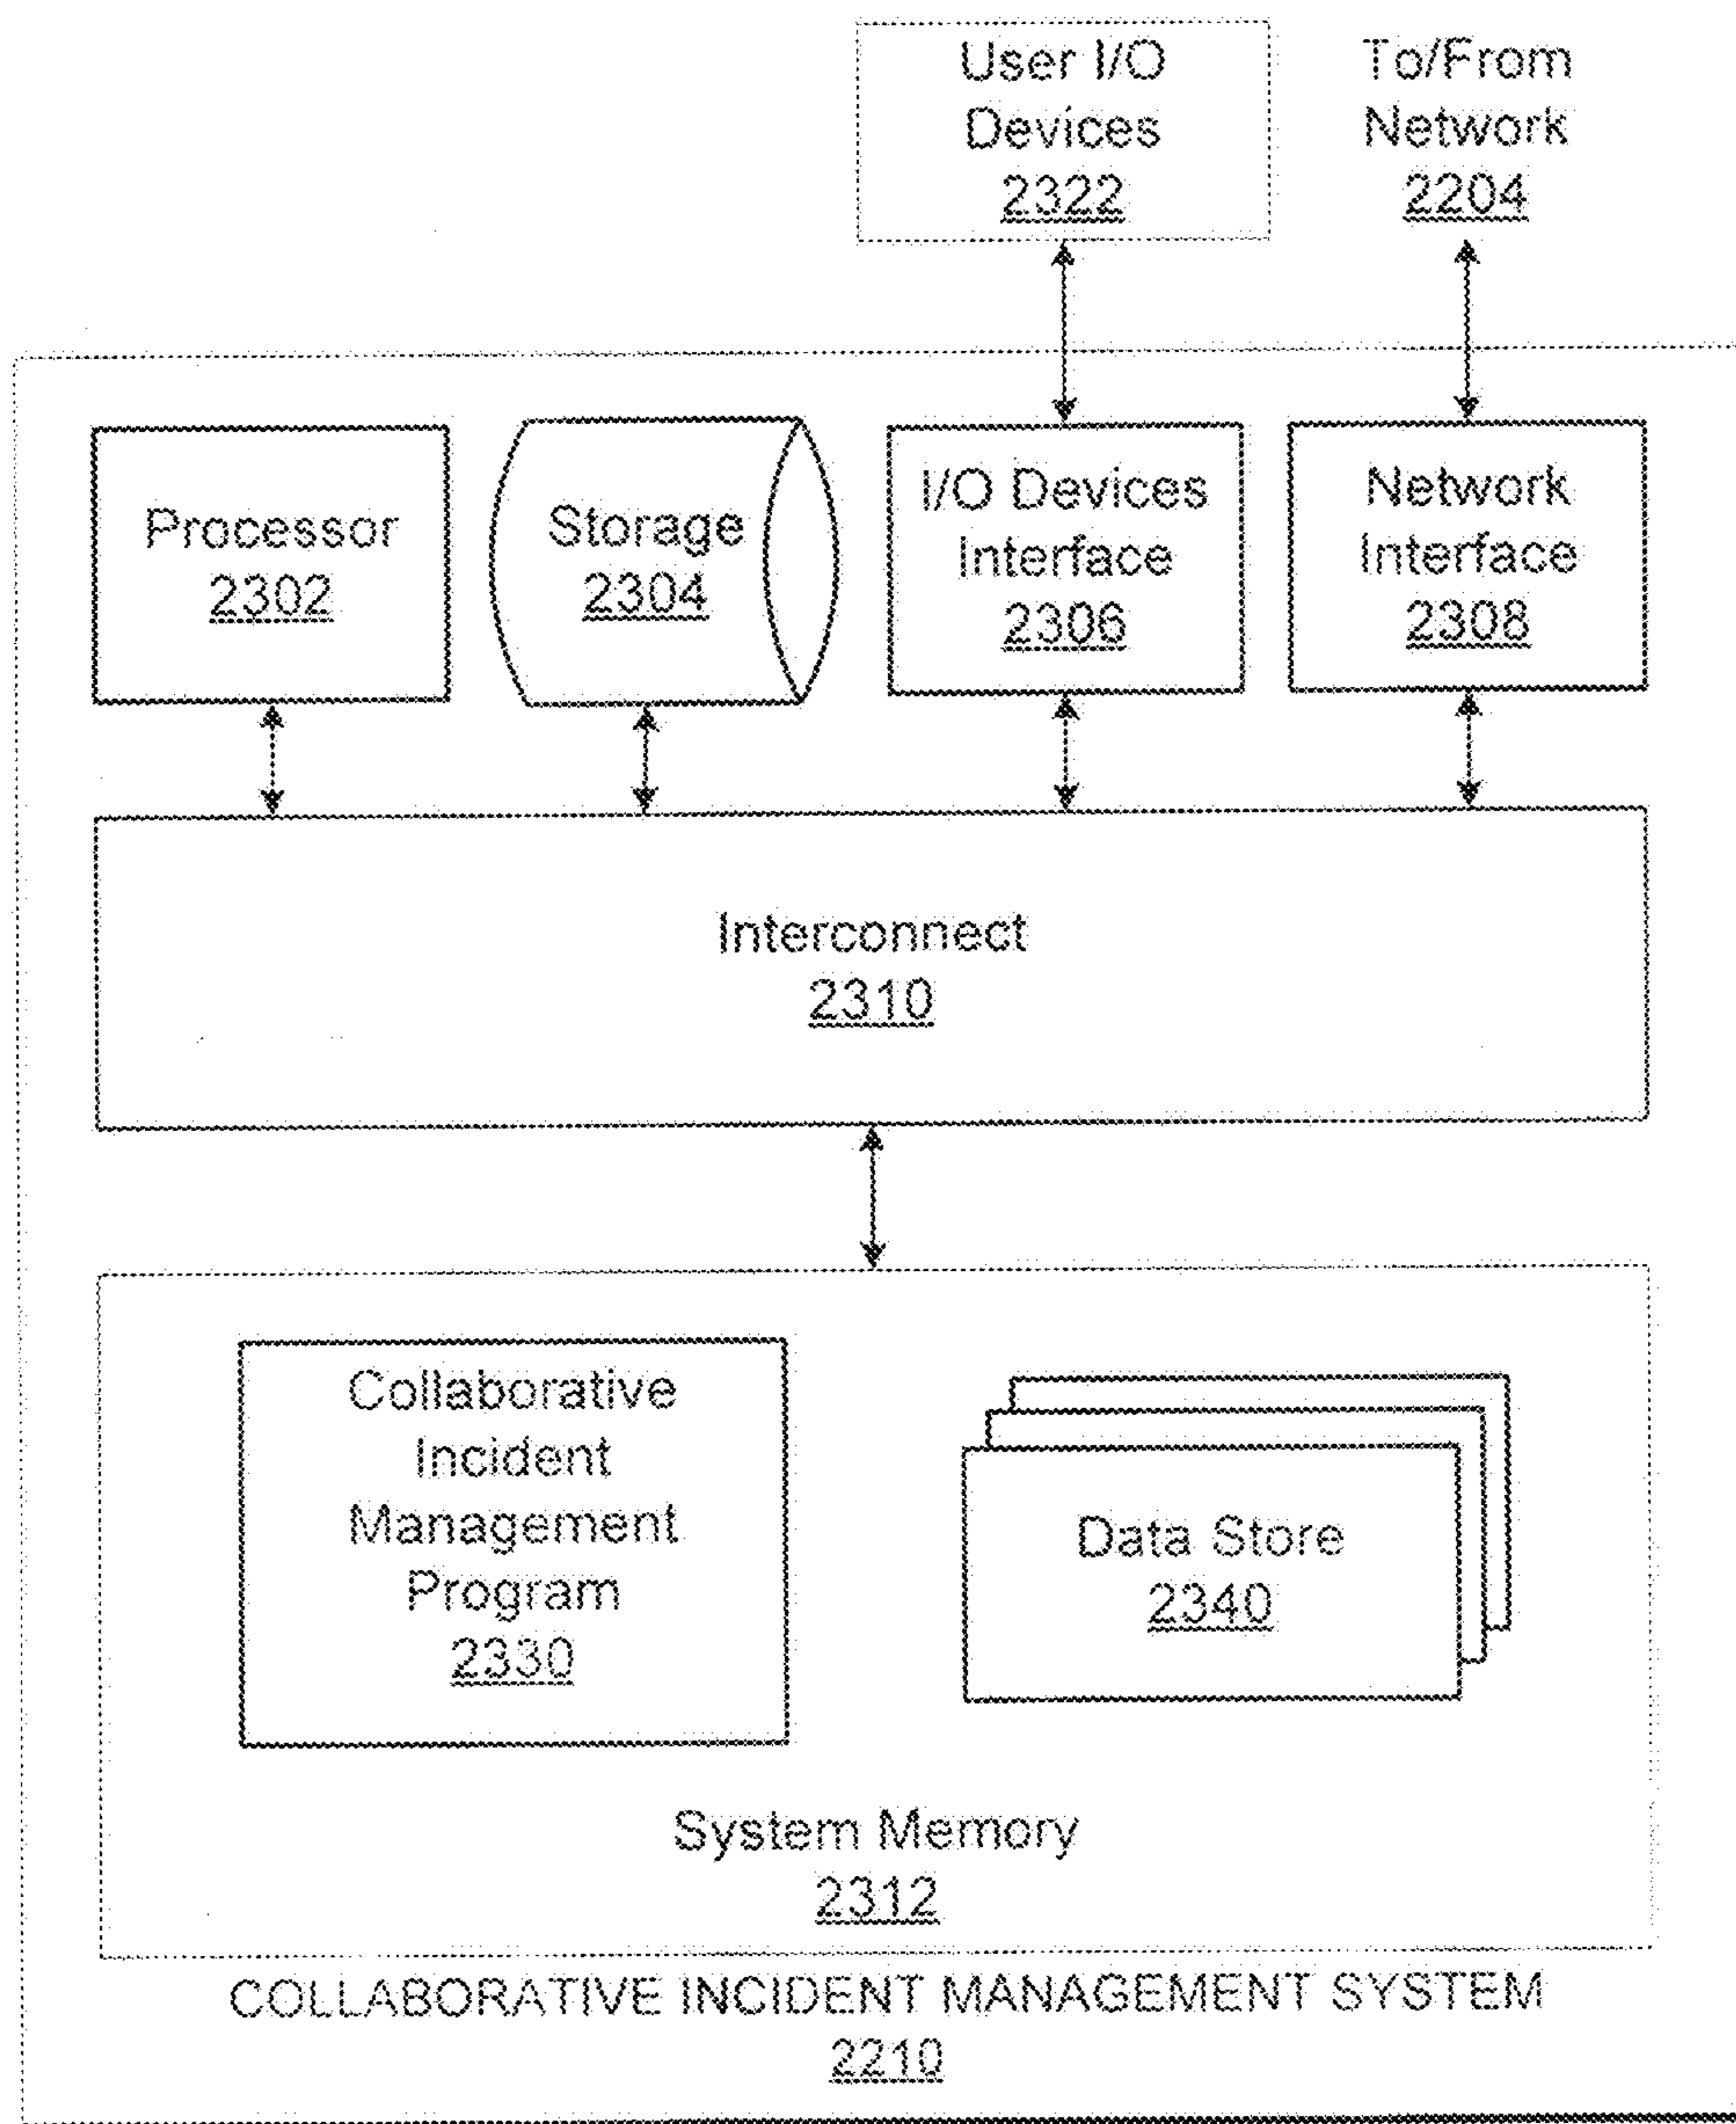 User I/O
Devices
2322
To/From
Network
2204
Processor
2302
Storage
2304
I/O Devices
Interface
2306
Network
Interface
2308
Interconnect
2310
Collaborative
Incident
Management
Program
2330
Data Store
2340
System Memory
2312
COLLABORATIVE INCIDENT MANAGEMENT SYSTEM
2210